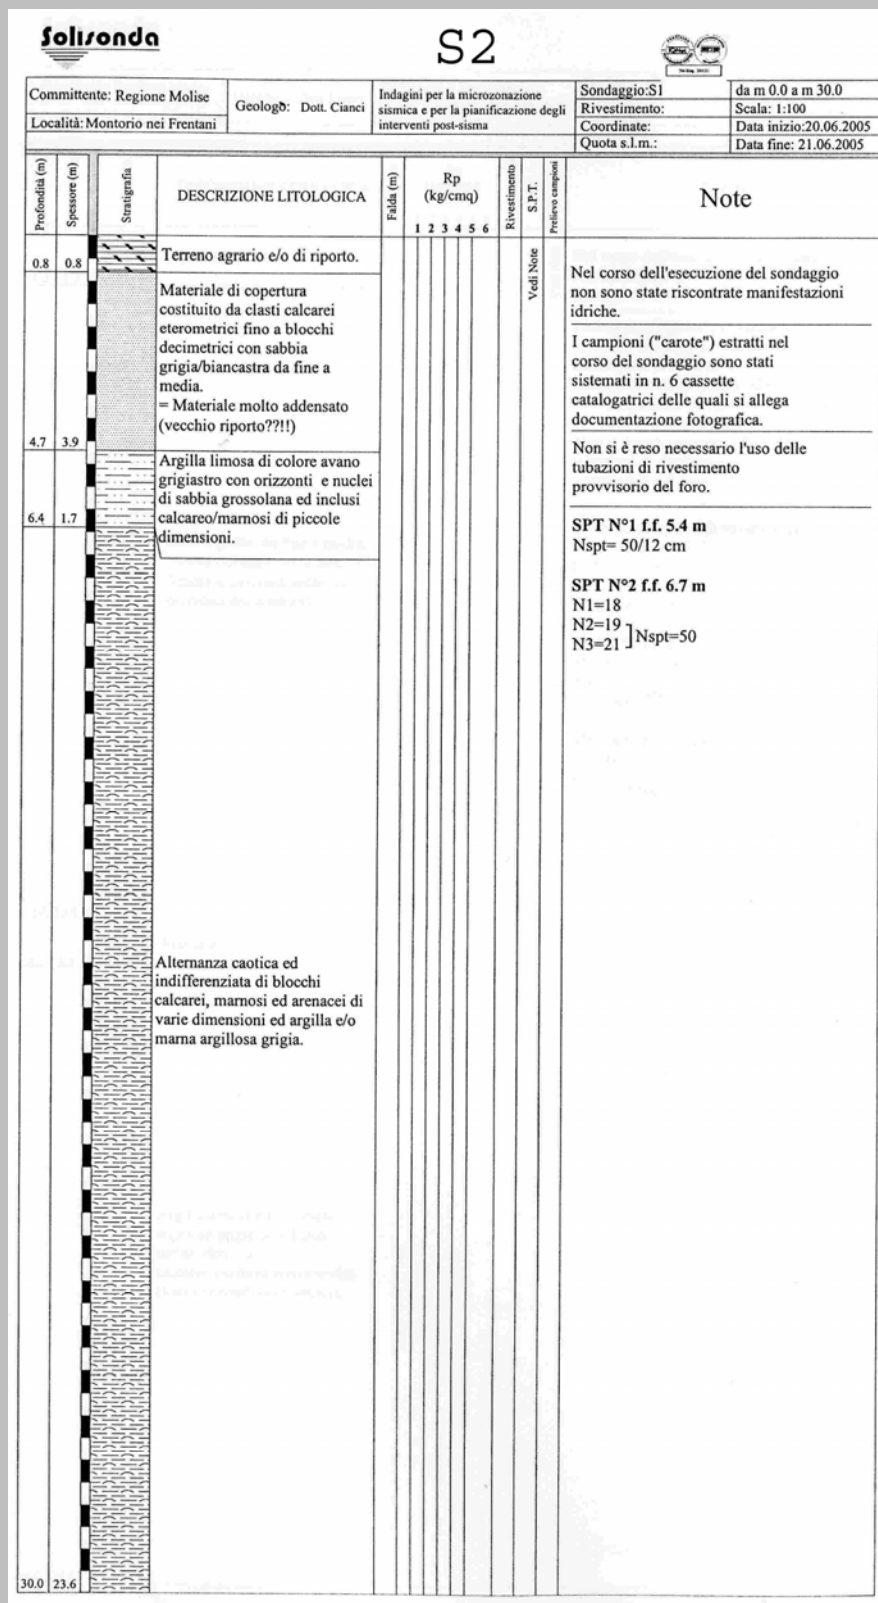 Solisonda
S2
Committente: Regione Molise
Località: Montorio nei Frentani
Geologo: Dott. Cianci
Indagini per la microzonazione
sismica e per la pianificazione degli
interventi post-sisma
Sondaggio:S1
da m 0.0 a m 30.0
Rivestimento:
Scala: 1:100
Coordinate:
Data inizio:20.06.2005
Quota s.l.m.:
Data fine: 21.06.2005
Profondità (m)
Spessore (m)
Stratigrafia
DESCRIZIONE LITOLOGICA
Falda (m)
Rp
(kg/cmq)
1 2 3 4 5 6
Rivestimento
S.P.T.
Prelievo campioni
Note
0.8 0.8
Terreno agrario e/o di riporto.
Vedi Note
Materiale di copertura
costituito da clasti calcarei
eterometrici fino a blocchi
decimetrici con sabbia
grigia/biancastra da fine a
media.
= Materiale molto addensato
(vecchio riporto??!!)
4.7 3.9
Argilla limosa di colore avano
grigiastro con orizzonti e nuclei
di sabbia grossolana ed inclusi
calcareo/marnosi di piccole
dimensioni.
6.4 1.7
Alternanza caotica ed
indifferenziata di blocchi
calcarei, marnosi ed arenacei di
varie dimensioni ed argilla e/o
marna argillosa grigia.
30.0 23.6
Nel corso dell'esecuzione del sondaggio
non sono state riscontrate manifestazioni
idriche.
I campioni ("carote") estratti nel
corso del sondaggio sono stati
sistemati in n. 6 cassette
catalogatrici delle quali si allega
documentazione fotografica.
Non si è reso necessario l'uso delle
tubazioni di rivestimento
provvisorio del foro.
SPT N°1 f.f. 5.4 m
Nspt= 50/12 cm
SPT N°2 f.f. 6.7 m
N1=18
N2=19
N3=21 ] Nspt=50